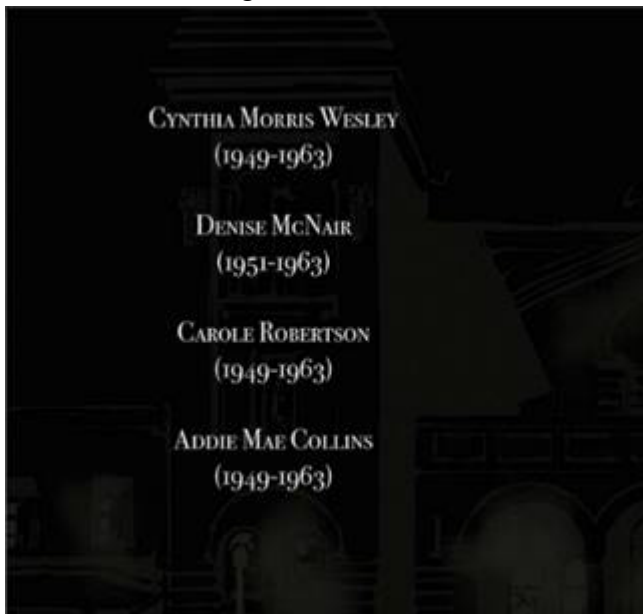 Cynthia Morris Wesley
(1949-1963)
Denise McNair
(1951-1963)
Carole Robertson
(1949-1963)
Addie Mae Collins
(1949-1963)